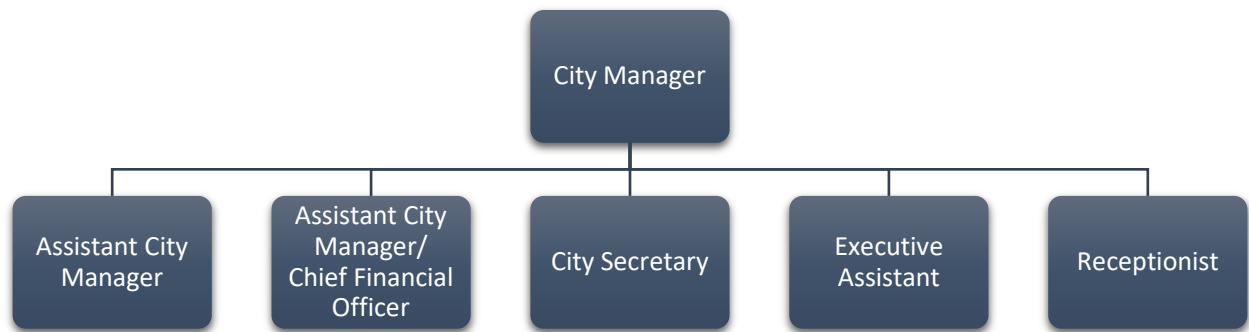 City Manager
Assistant City
Manager
Assistant City
Manager/
Chief Financial
Officer
City Secretary
Executive
Assistant
Receptionist